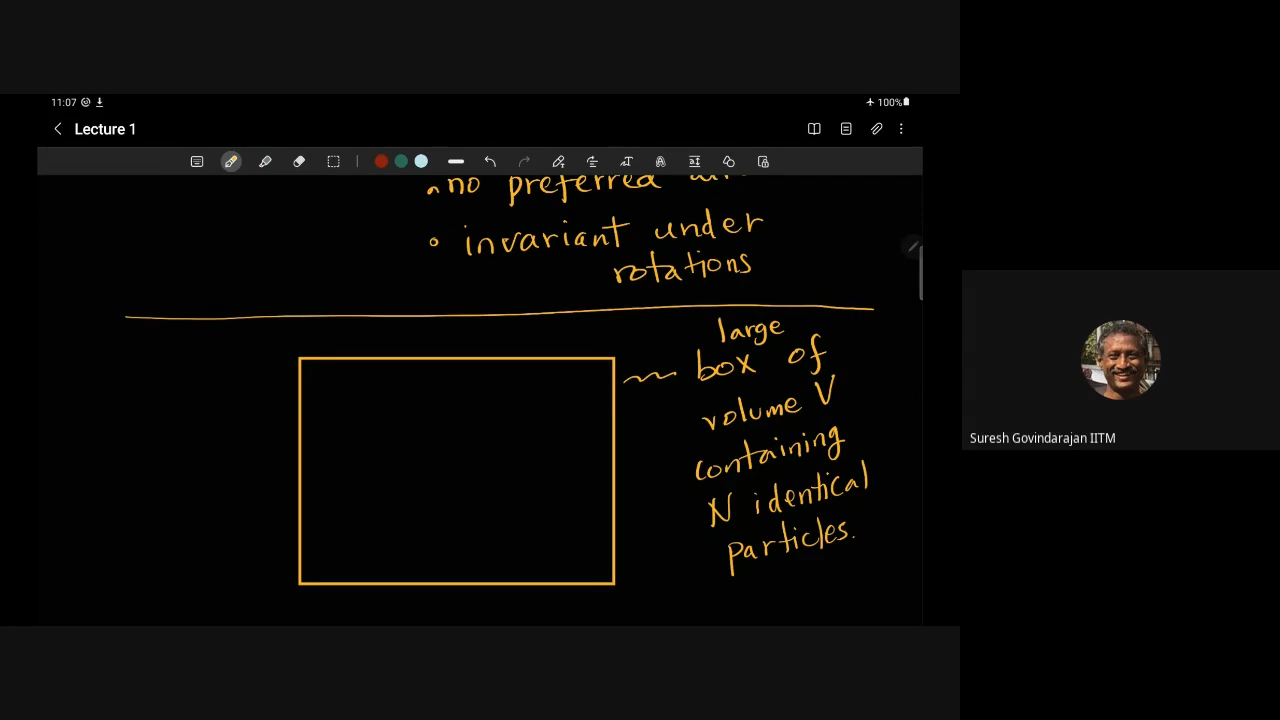 11:07
100%
Lecture 1
no preferred
• invariant under
rotations
large
box of
volume V
containing
N identical
particles.
Suresh Govindarajan IITM